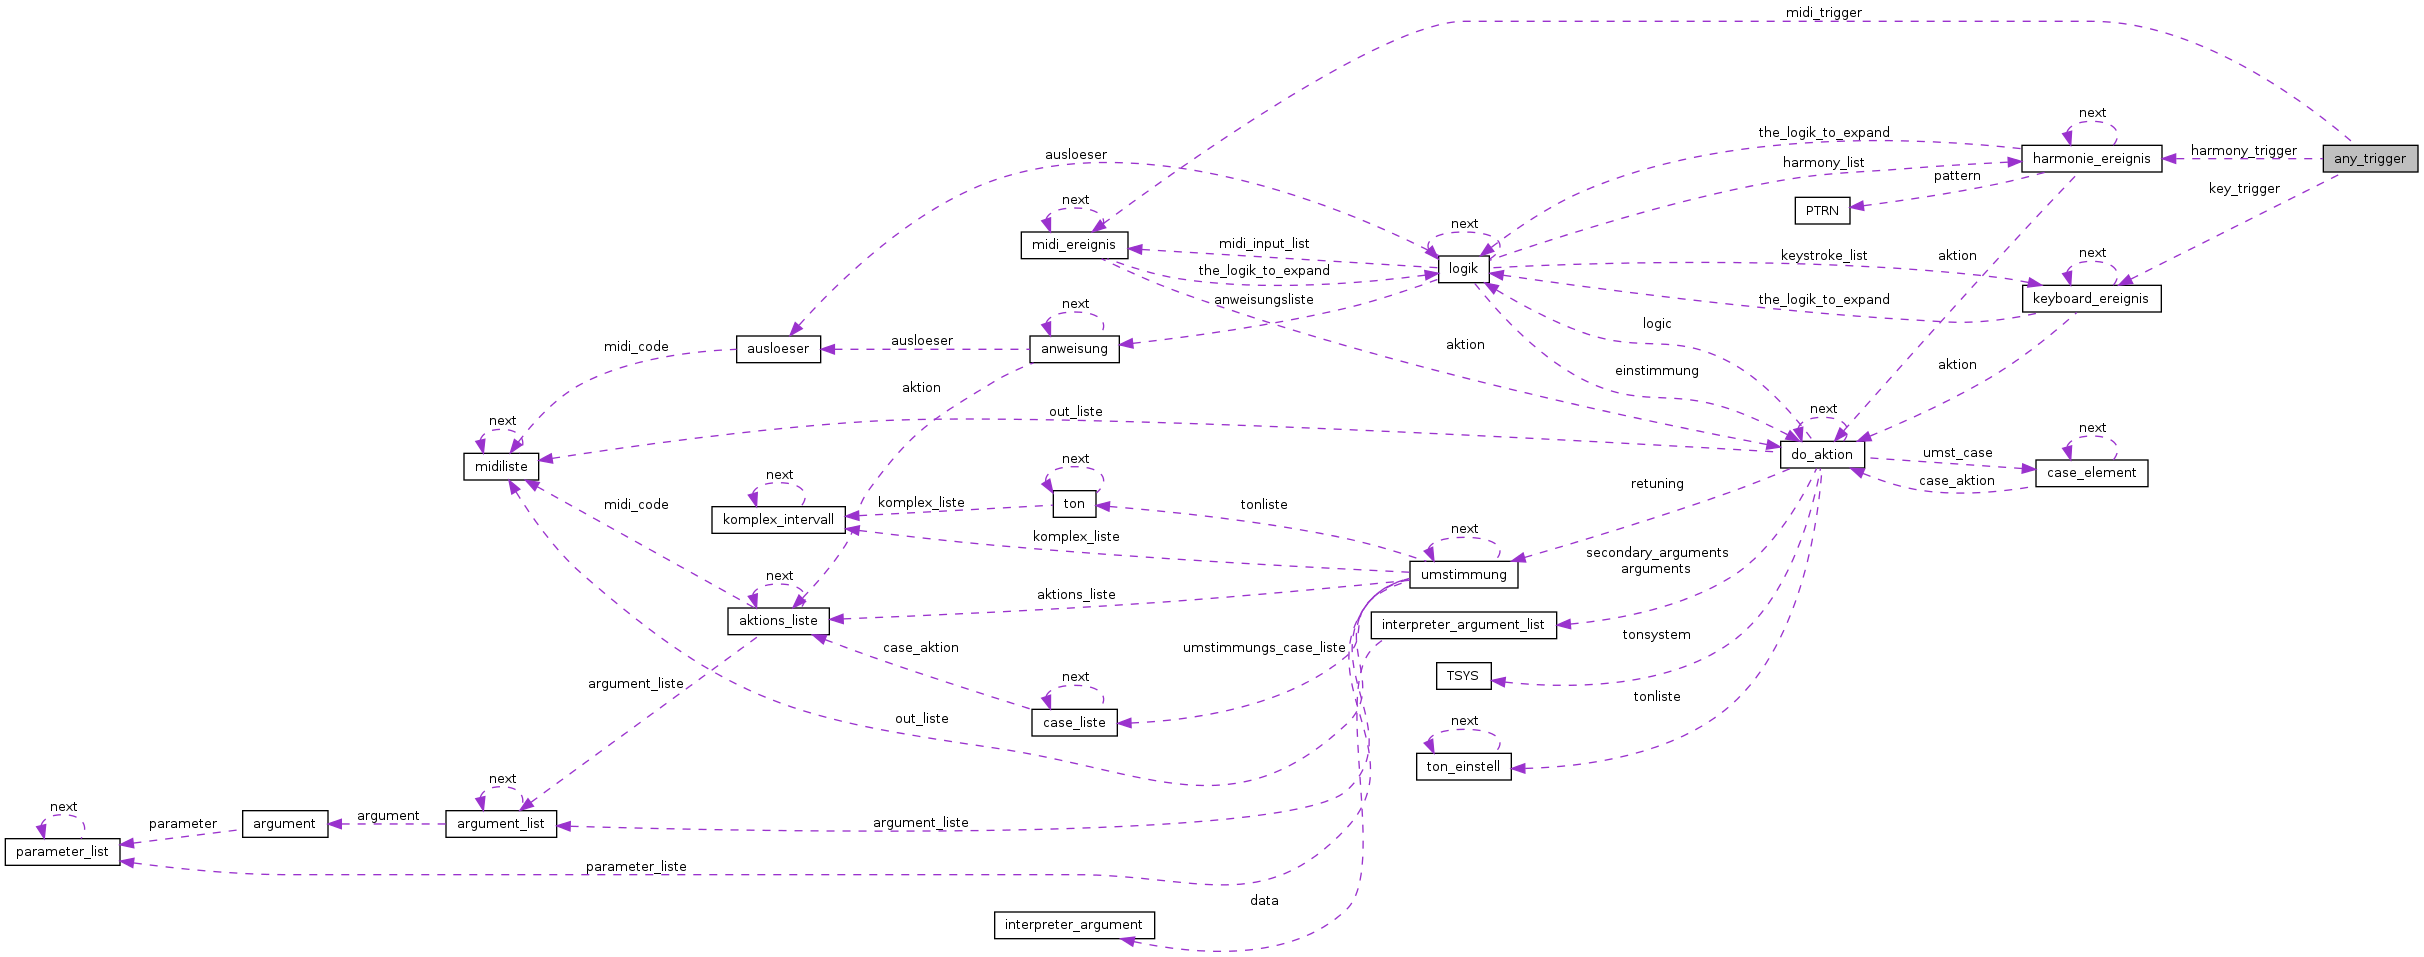 midi_trigger
next
the_logik_to_expand
harmony_trigger
ausloeser
harmonie_ereignis
any_trigger
harmony_list
pattern
key_trigger
next
PTRN
next
midi_ereignis
midi_input_list
keystroke_list
aktion
next
logik
the_logik_to_expand
anweisungsliste
the_logik_to_expand
keyboard_ereignis
next
logic
midi_code
ausloeser
ausloeser
anweisung
aktion
einstimmung
aktion
aktion
out_liste
next
next
next
umst_case
case_element
midiliste
next
next
do_aktion
case_aktion
retuning
midi_code
komplex_liste
ton
tonliste
komplex_intervall
komplex_liste
next
secondary_arguments
arguments
next
umstimmung
aktions_liste
aktions_liste
interpreter_argument_list
tonsystem
case_aktion
umstimmungs_case_liste
argument_liste
next
TSYS
tonliste
out_liste
case_liste
next
ton_einstell
next
next
parameter
argument
argument
argument_list
argument_liste
parameter_list
parameter_liste
data
interpreter_argument